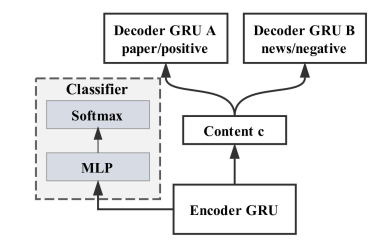 Decoder GRU A
paper/positive
Decoder GRU B
news/negative
Classifier
Softmax
Content c
MLP
Encoder GRU